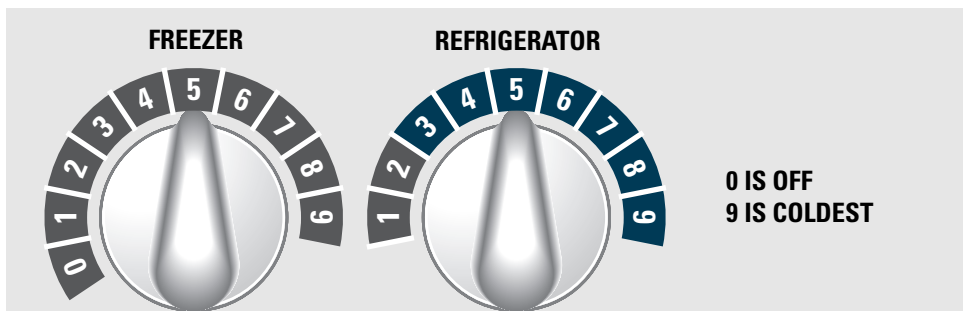 FREEZER
0 1 2 3 4 5 6 7 8 9
REFRIGERATOR
1 2 3 4 5 6 7 8 9
0 IS OFF
9 IS COLDEST